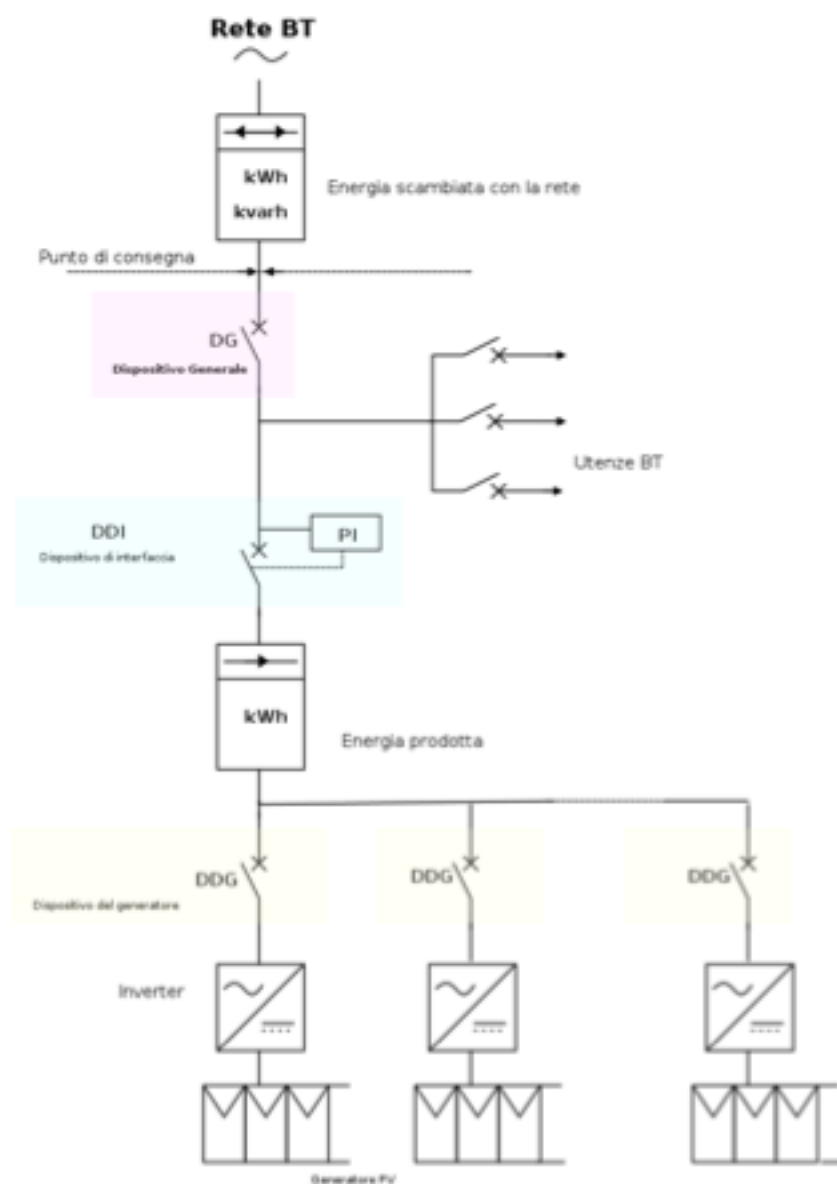 Rete BT
kWh
kvarh
Energia scambiata con la rete
Punto di consegna
DG
Dispositivo Generale
Utenze BT
DDI
Dispositivo di interfaccia
PI
kWh
Energia prodotta
DDG
DDG
DDG
Dispositivo del generatore
Inverter
Generatore PV